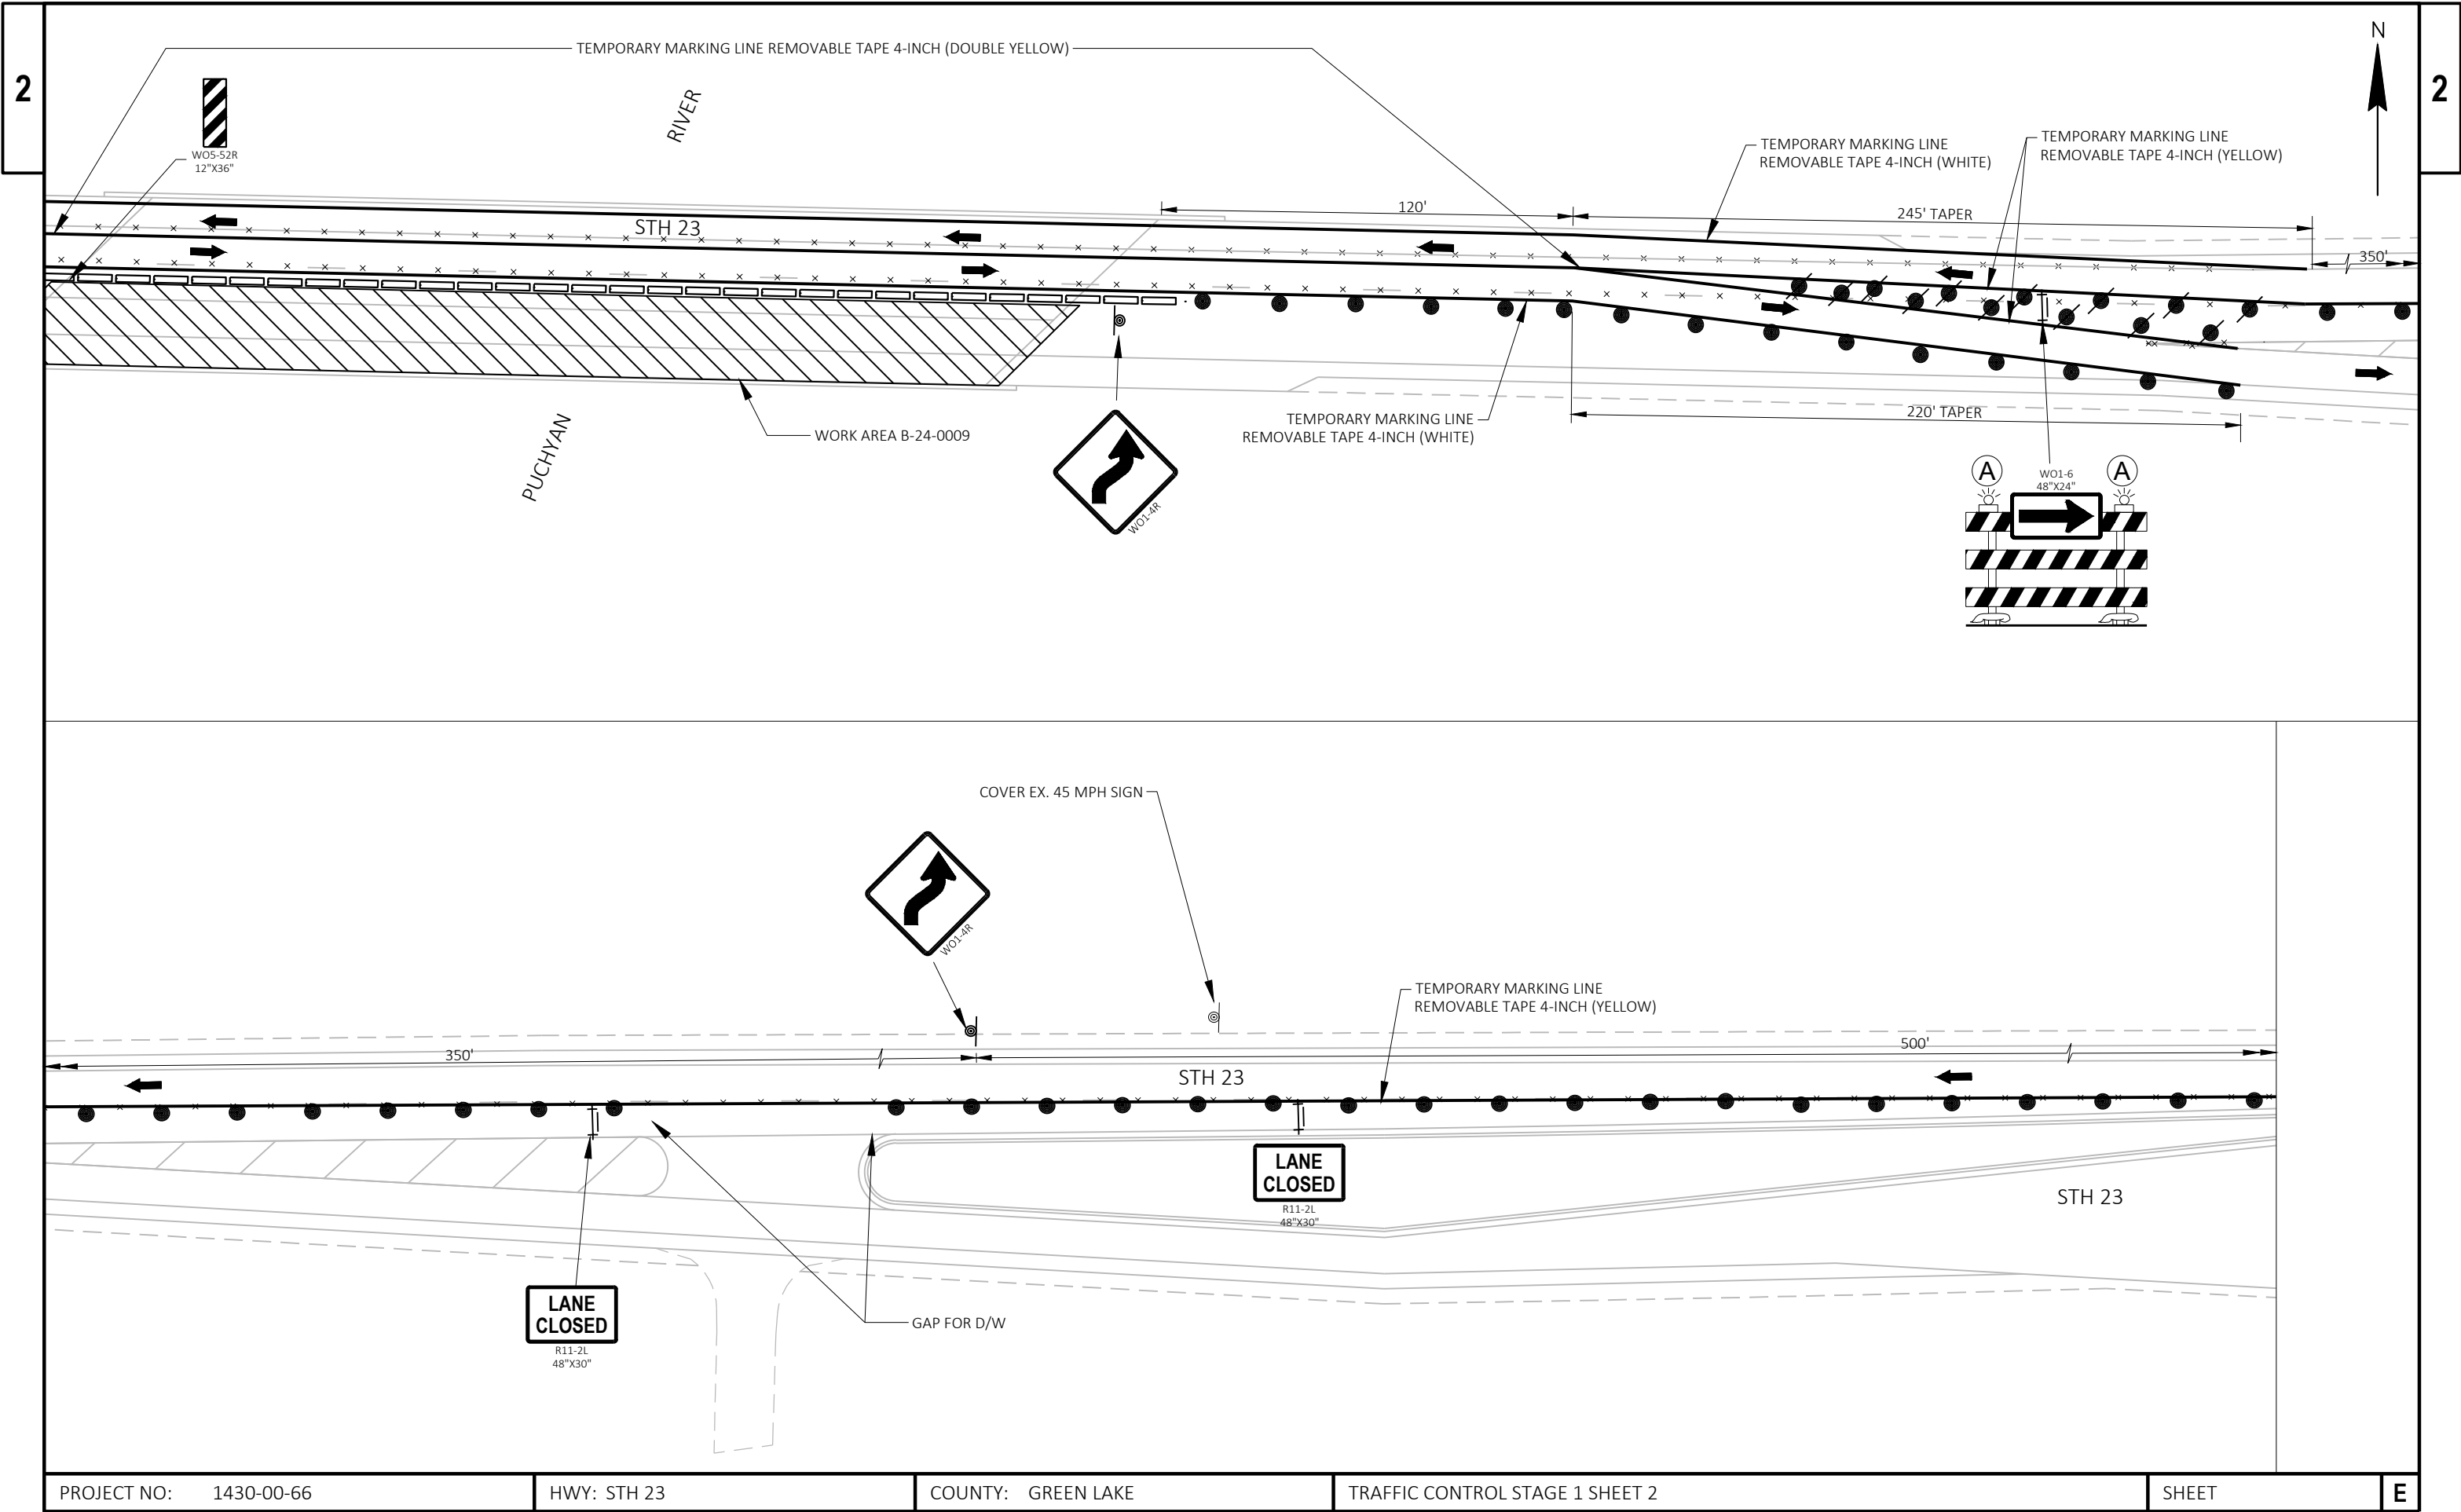 2
2
N
TEMPORARY MARKING LINE REMOVABLE TAPE 4-INCH (DOUBLE YELLOW)
RIVER
WO5-52R
12"X36"
TEMPORARY MARKING LINE
REMOVABLE TAPE 4-INCH (WHITE)
TEMPORARY MARKING LINE
REMOVABLE TAPE 4-INCH (YELLOW)
STH 23
120'
245' TAPER
350'
WORK AREA B-24-0009
PUCHYAN
WO1-4R
TEMPORARY MARKING LINE
REMOVABLE TAPE 4-INCH (WHITE)
220' TAPER
A
WO1-6
48"X24"
A
COVER EX. 45 MPH SIGN
WO1-4R
TEMPORARY MARKING LINE
REMOVABLE TAPE 4-INCH (YELLOW)
350'
500'
STH 23
LANE
CLOSED
R11-2L
48"X30"
STH 23
LANE
CLOSED
R11-2L
48"X30"
GAP FOR D/W
PROJECT NO: 1430-00-66
HWY: STH 23
COUNTY: GREEN LAKE
TRAFFIC CONTROL STAGE 1 SHEET 2
SHEET
E